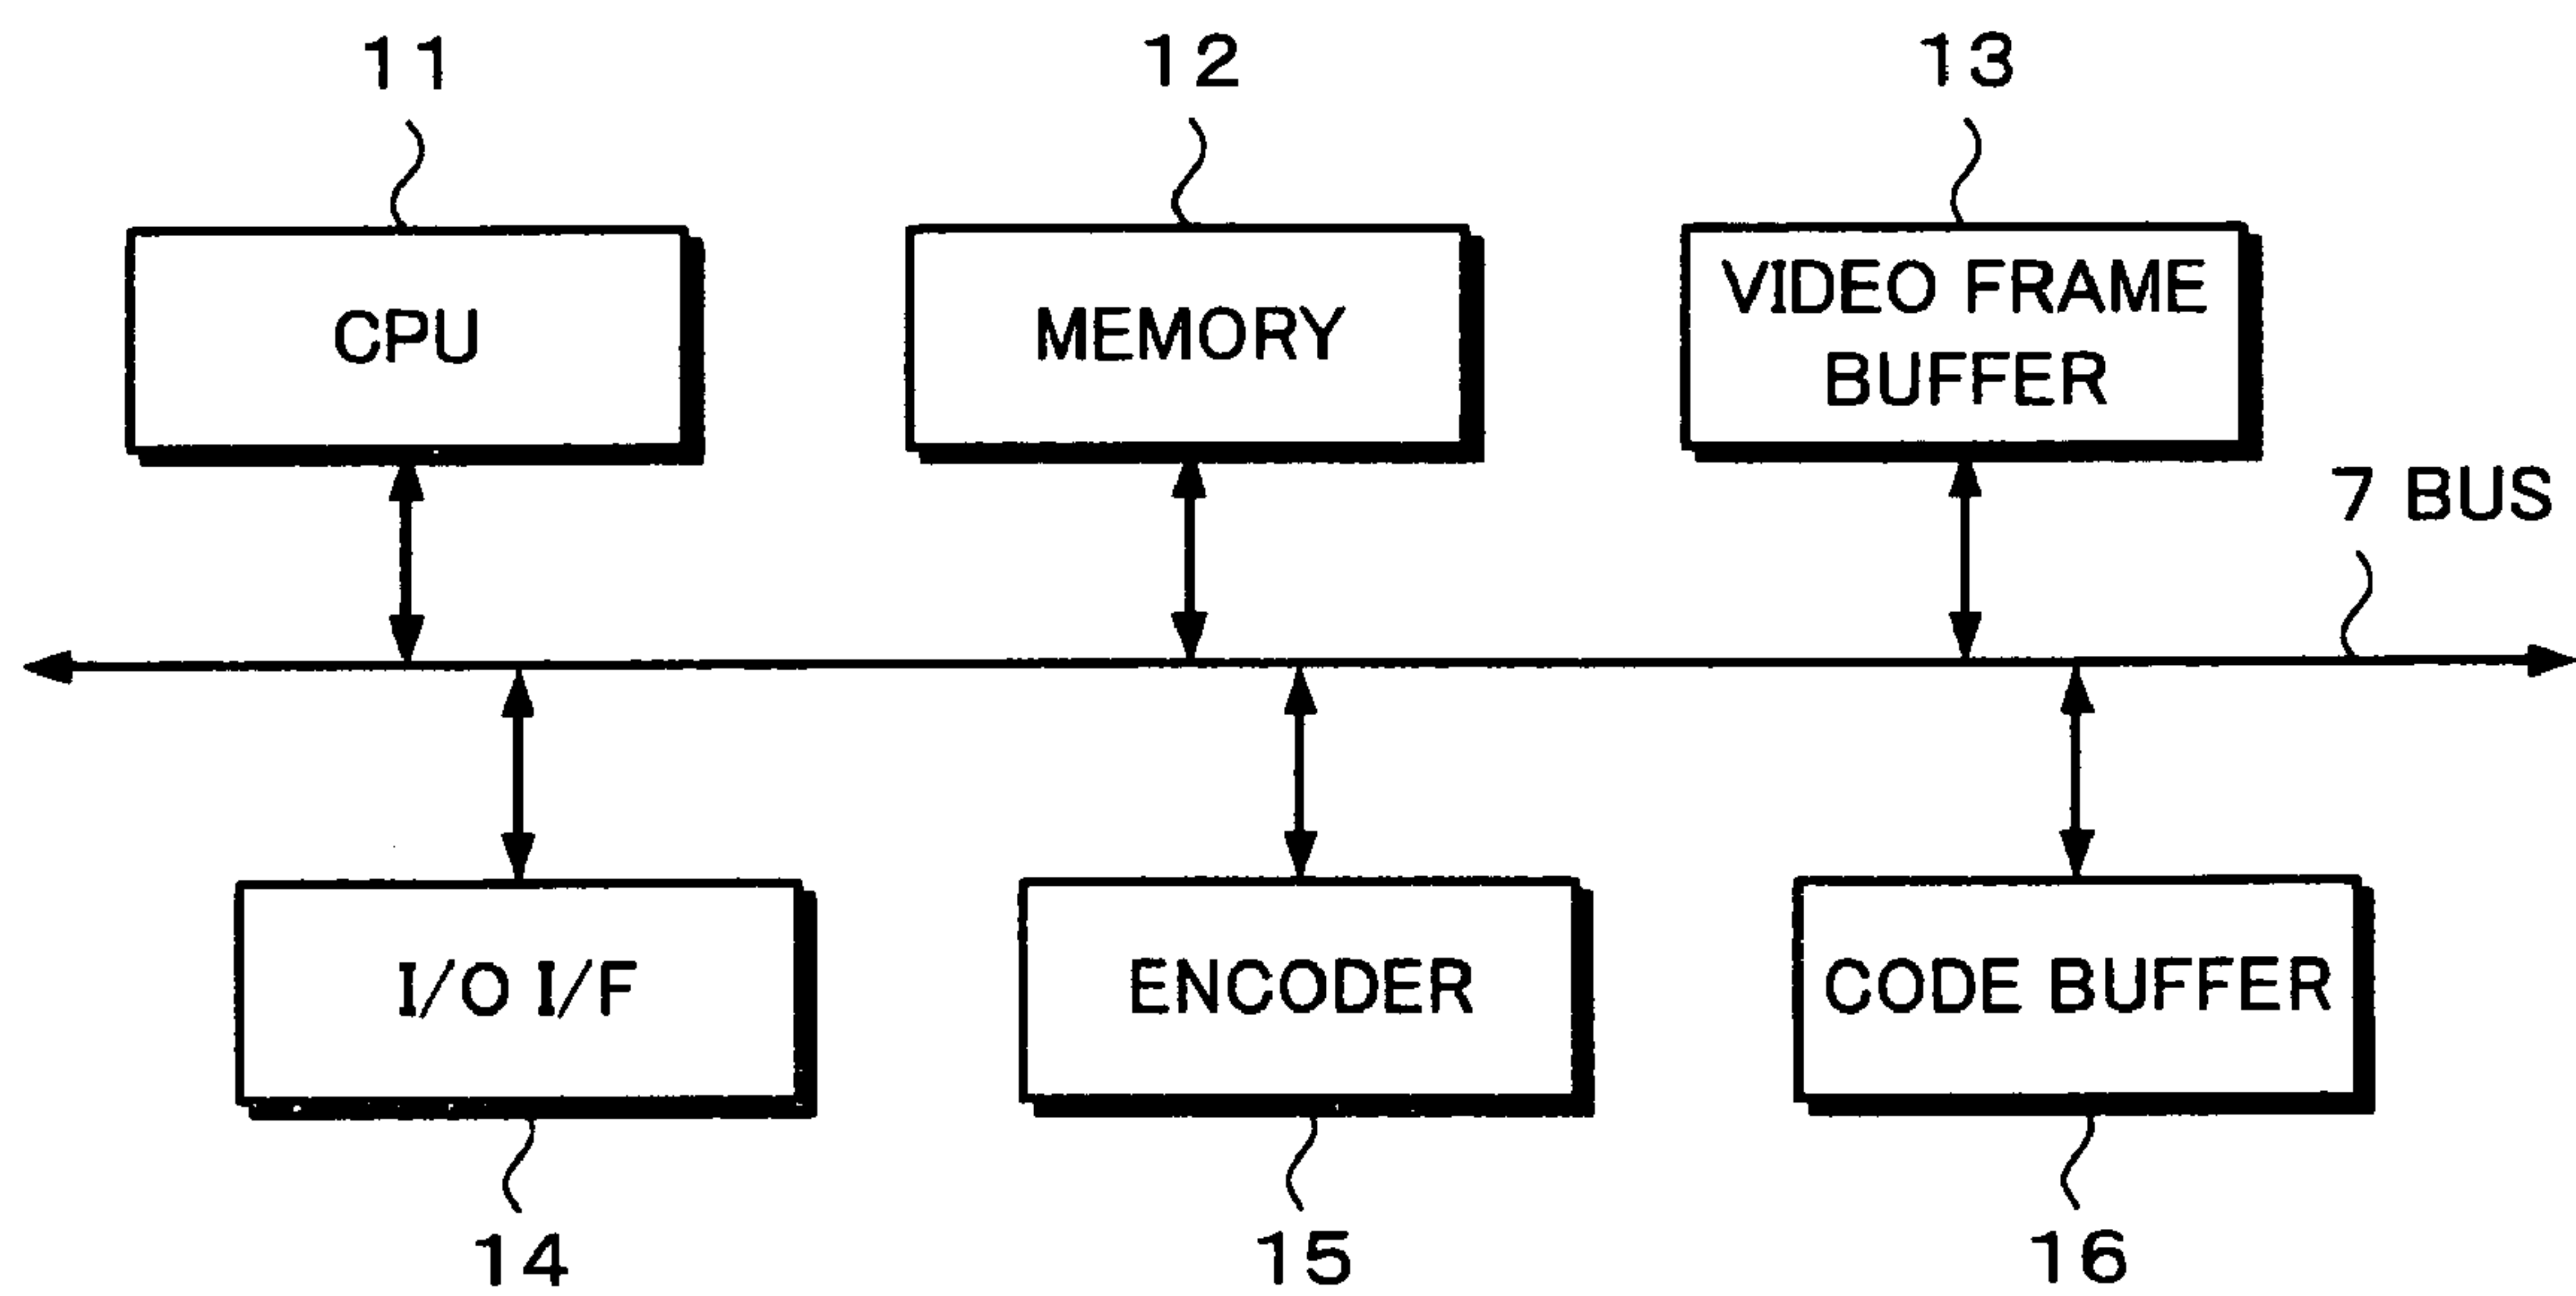 11
12
13
CPU
MEMORY
VIDEO FRAME
BUFFER
7 BUS
I/O I/F
ENCODER
CODE BUFFER
14
15
16